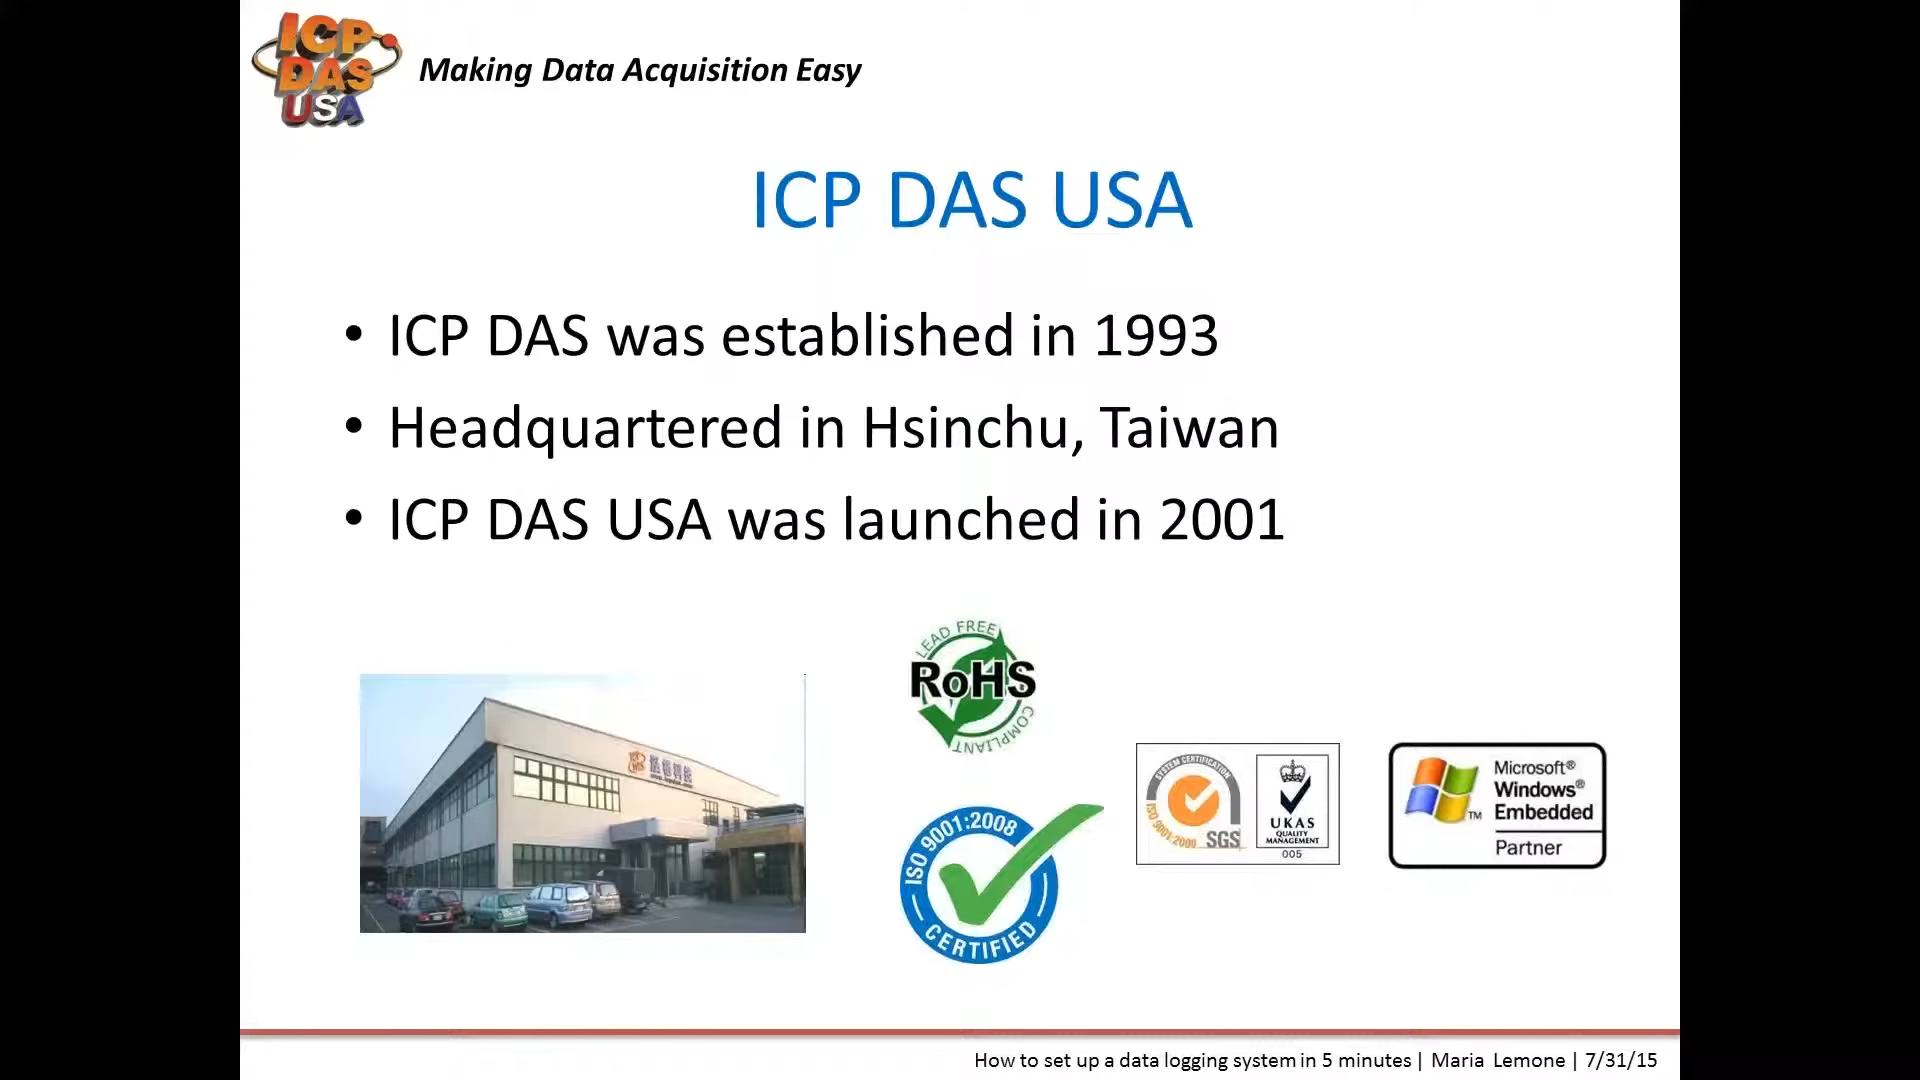 ICP
DAS
USA
Making Data Acquisition Easy
ICP DAS USA
• ICP DAS was established in 1993
• Headquartered in Hsinchu, Taiwan
• ICP DAS USA was launched in 2001
LEAD FREE
RoHS
COMPLIANT
ISO 9001:2008
CERTIFIED
SYSTEM CERTIFICATION
ISO 9001:2000
SGS
UKAS
QUALITY
MANAGEMENT
005
Microsoft®
Windows®
Embedded
TM
Partner
How to set up a data logging system in 5 minutes | Maria Lemone | 7/31/15